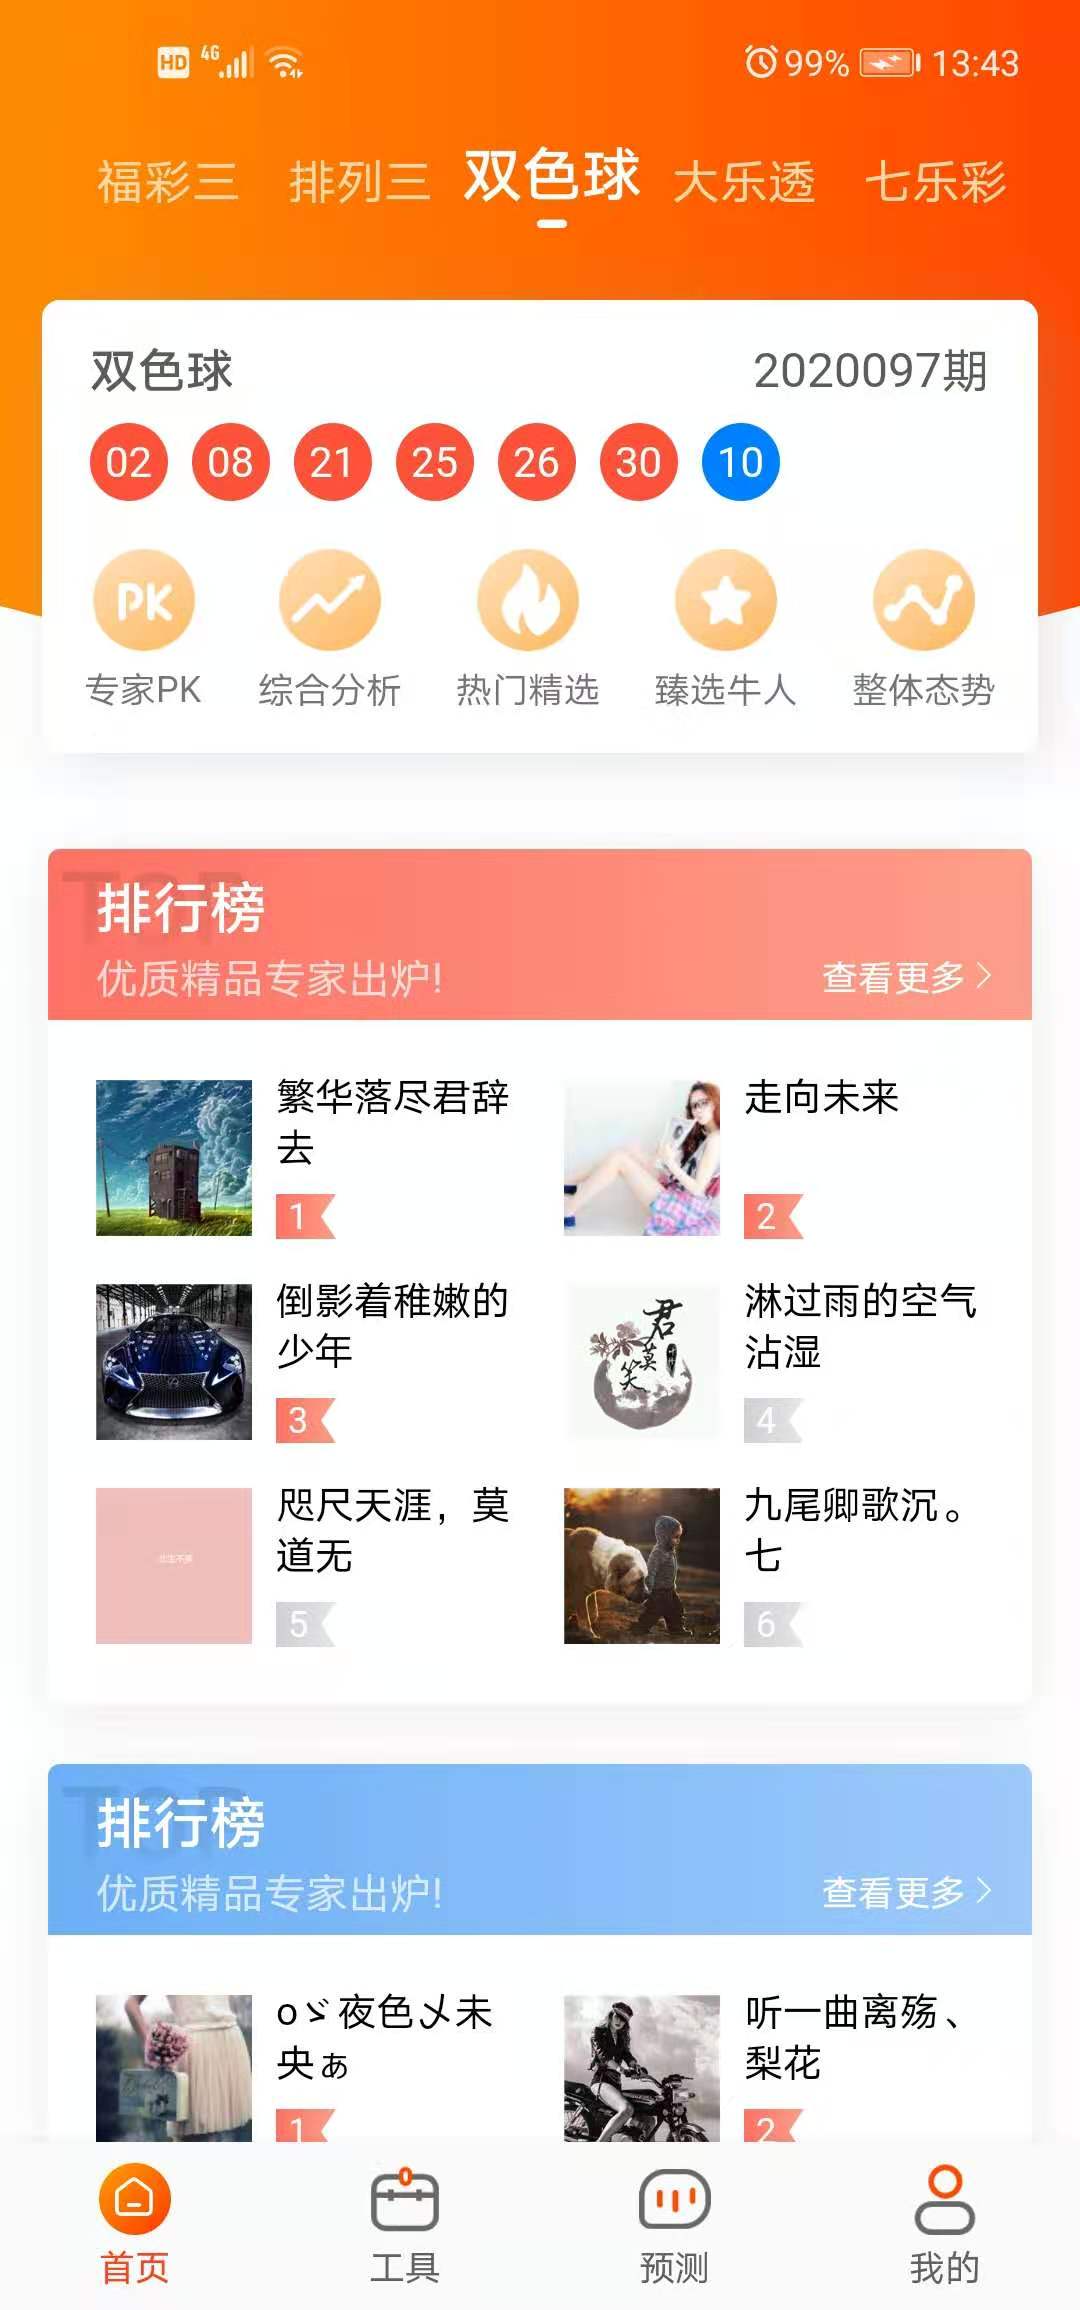 HD 4G 99% 13:43
福彩三 排列三 双色球 大乐透 七乐彩
双色球 2020097期
02 08 21 25 26 30 10
PK
专家PK 综合分析 热门精选 臻选牛人 整体态势
TOP
排行榜
优质精品专家出炉! 查看更多
繁华落尽君辞
去
1
走向未来
2
倒影着稚嫩的
少年
3
君莫笑
淋过雨的空气
沾湿
4
咫尺天涯，莫
道无
5
九尾卿歌沉。
七
6
TOP
排行榜
优质精品专家出炉! 查看更多
oゞ夜色乄未
央ぁ
1
听一曲离殇、
梨花
2
首页 工具 预测 我的